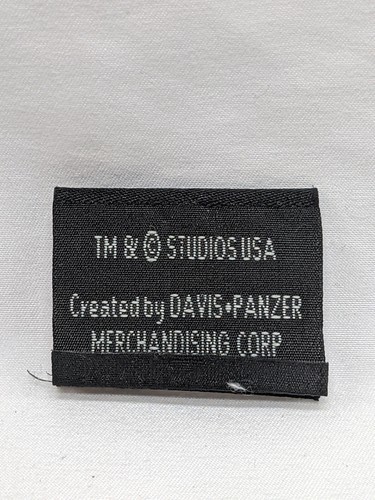 TM & © STUDIOS USA
Created by DAVIS•PANZER
MERCHANDISING CORP